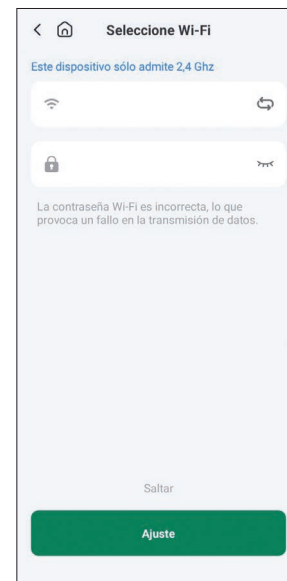 Seleccione Wi-Fi
Este dispositivo sólo admite 2,4 Ghz
La contraseña Wi-Fi es incorrecta, lo que
provoca un fallo en la transmisión de datos.
Saltar
Ajuste